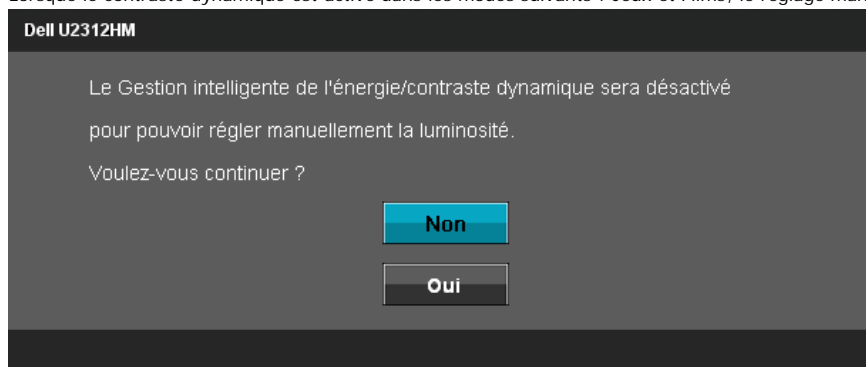 Lorsque le contraste dynamique est activé dans les modes suivants : Jeux et Films, le réglage man
Dell U2312HM
Le Gestion intelligente de l'énergie/contraste dynamique sera désactivé
pour pouvoir régler manuellement la luminosité.
Voulez-vous continuer ?
Non
Oui